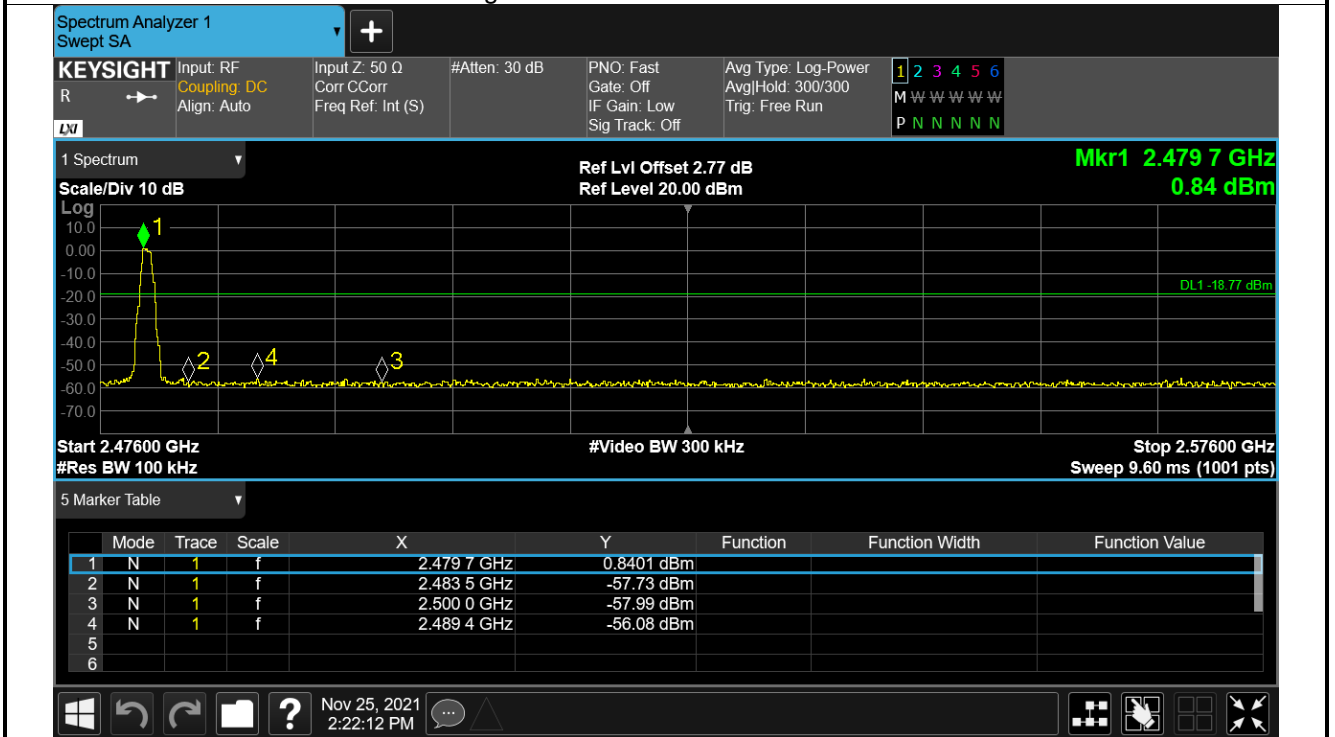 Spectrum Analyzer 1
Swept SA
+
KEYSIGHT Input: RF Input Z: 50 Ω #Atten: 30 dB PNO: Fast Avg Type: Log-Power 1 2 3 4 5 6
R Coupling: DC Corr CCorr Gate: Off Avg|Hold: 300/300 M W W W W W
Align: Auto Freq Ref: Int (S) IF Gain: Low Trig: Free Run
LXI Sig Track: Off P N N N N N
1 Spectrum Ref Lvl Offset 2.77 dB Mkr1 2.479 7 GHz
Scale/Div 10 dB Ref Level 20.00 dBm 0.84 dBm
Log
10.0 1
0.00
-10.0
-20.0 DL1 -18.77 dBm
-30.0
-40.0
-50.0 2 4 3
-60.0
-70.0
Start 2.47600 GHz #Video BW 300 kHz Stop 2.57600 GHz
#Res BW 100 kHz Sweep 9.60 ms (1001 pts)
5 Marker Table
Mode Trace Scale X Y Function Function Width Function Value
1 N 1 f 2.479 7 GHz 0.8401 dBm
2 N 1 f 2.483 5 GHz -57.73 dBm
3 N 1 f 2.500 0 GHz -57.99 dBm
4 N 1 f 2.489 4 GHz -56.08 dBm
5
6
? Nov 25, 2021
2:22:12 PM